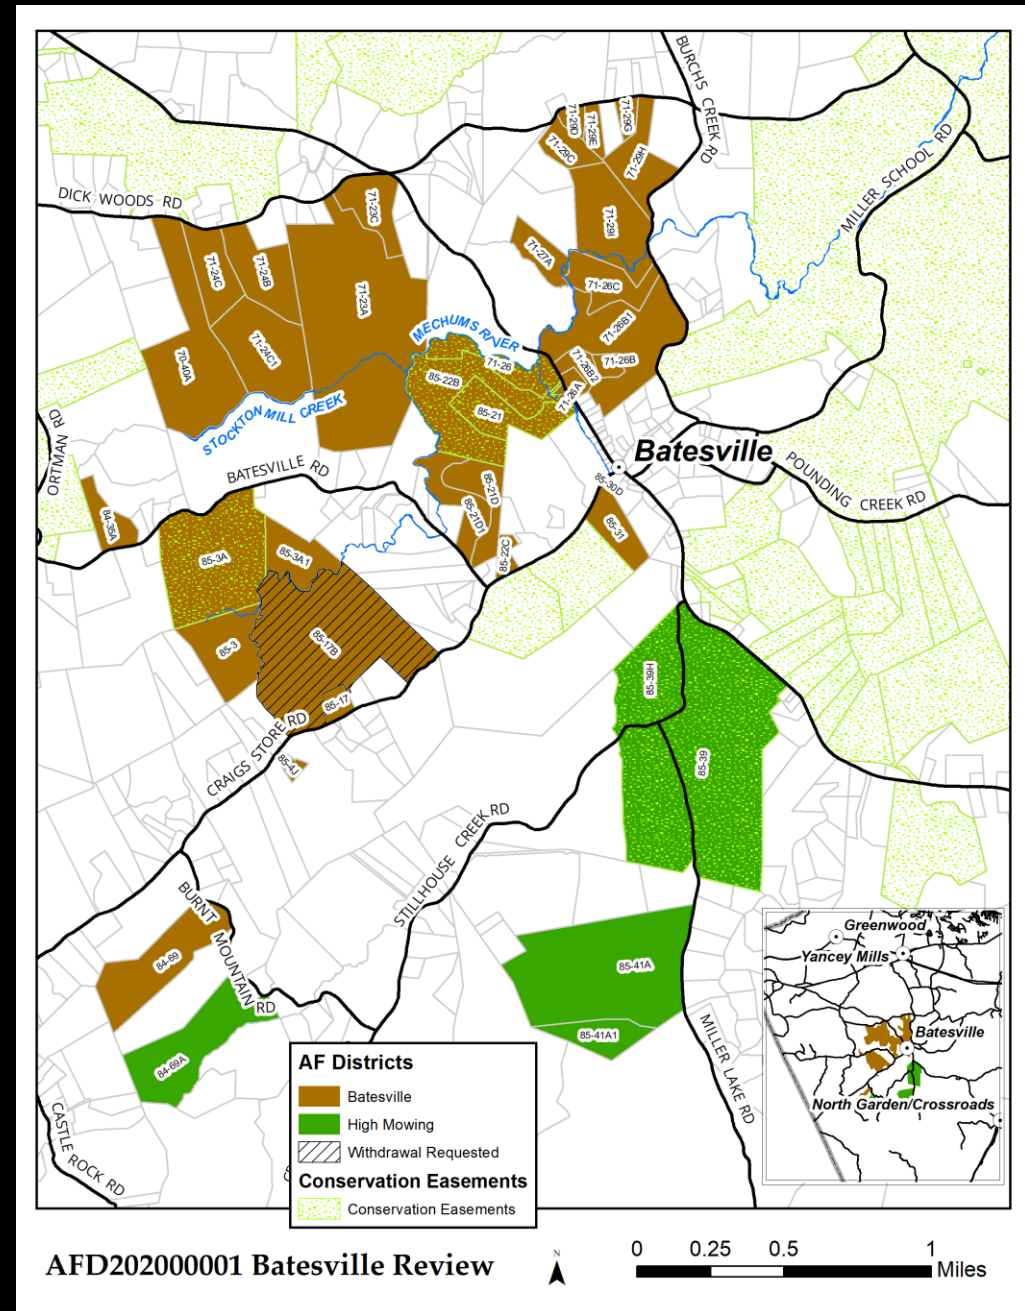 BURCHS CREEK RD
71-29D
71-29E
71-29G
71-29C
71-29H
MILLER SCHOOL RD
DICK WOODS RD
71-23C
71-29I
71-27A
71-24C
71-24B
71-26C
71-23A
MECHUMS RIVER
71-26B1
70-40A
71-24C1
71-26
71-26B2
71-26B
85-22B
71-26A
85-21
STOCKTON MILL CREEK
ORTMAN RD
Batesville
BATESVILLE RD
POUNDING CREEK RD
85-21D
85-30D
85-21D1
84-35A
85-31
85-3A
85-3A1
85-22C
85-3
85-17B
85-39H
85-17
CRAIGS STORE RD
85-4J
85-39
STILLHOUSE CREEK RD
BURNT MOUNTAIN RD
84-69
85-41A
85-41A1
84-69A
MILLER LAKE RD
CASTLE ROCK RD
Greenwood
Yancey Mills
Batesville
North Garden/Crossroads
AF Districts
Batesville
High Mowing
Withdrawal Requested
Conservation Easements
Conservation Easements
AFD202000001 Batesville Review
N
0 0.25 0.5 1
Miles